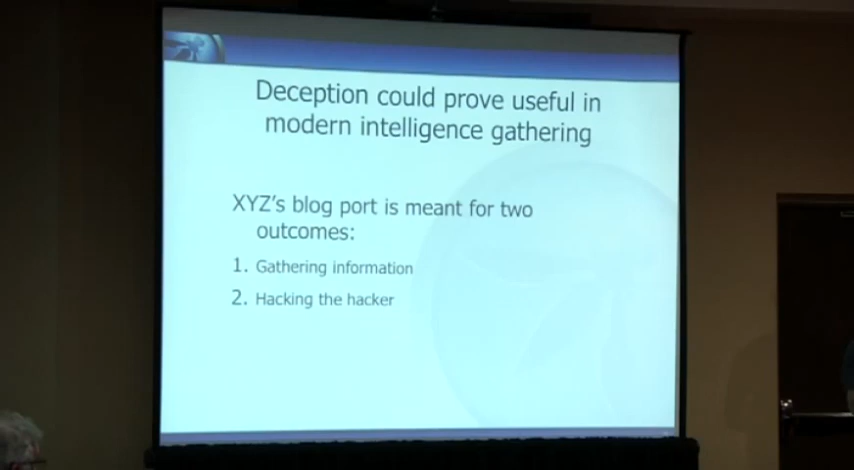 Deception could prove useful in
modern intelligence gathering
XYZ's blog port is meant for two
outcomes:
1. Gathering information
2. Hacking the hacker